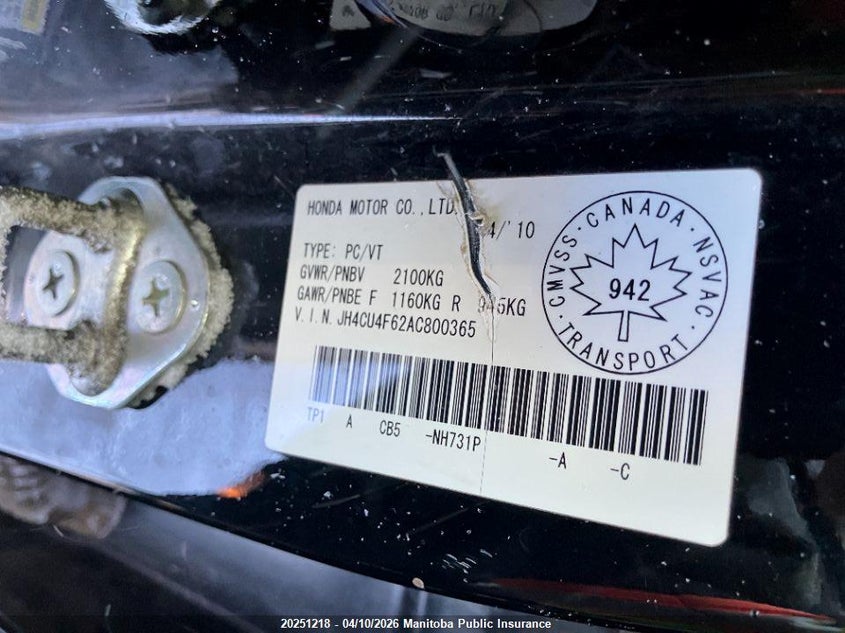 HONDA MOTOR CO.,LTD. 4/'10
TYPE: PC/VT
GVWR/PNBV 2100KG
GAWR/PNBE F 1160KG R 945KG
V.I.N. JH4CU4F62AC800365
CANADA · NSVAC · TRANSPORT · CMVSS ·
942
TP1 A CB5 -NH731P -A -C
20251218 - 04/10/2026 Manitoba Public Insurance